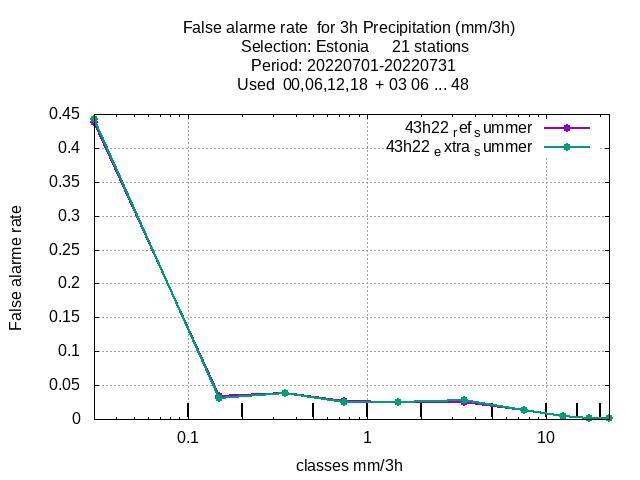 False alarme rate  for 3h Precipitation (mm/3h)
Selection: Estonia     21 stations
Period: 20220701-20220731
Used  00,06,12,18  + 03 06 ... 48
43h22 ref summer
43h22 extra summer
False alarme rate
0.45
0.4
0.35
0.3
0.25
0.2
0.15
0.1
0.05
0
0.1 1 10
classes mm/3h